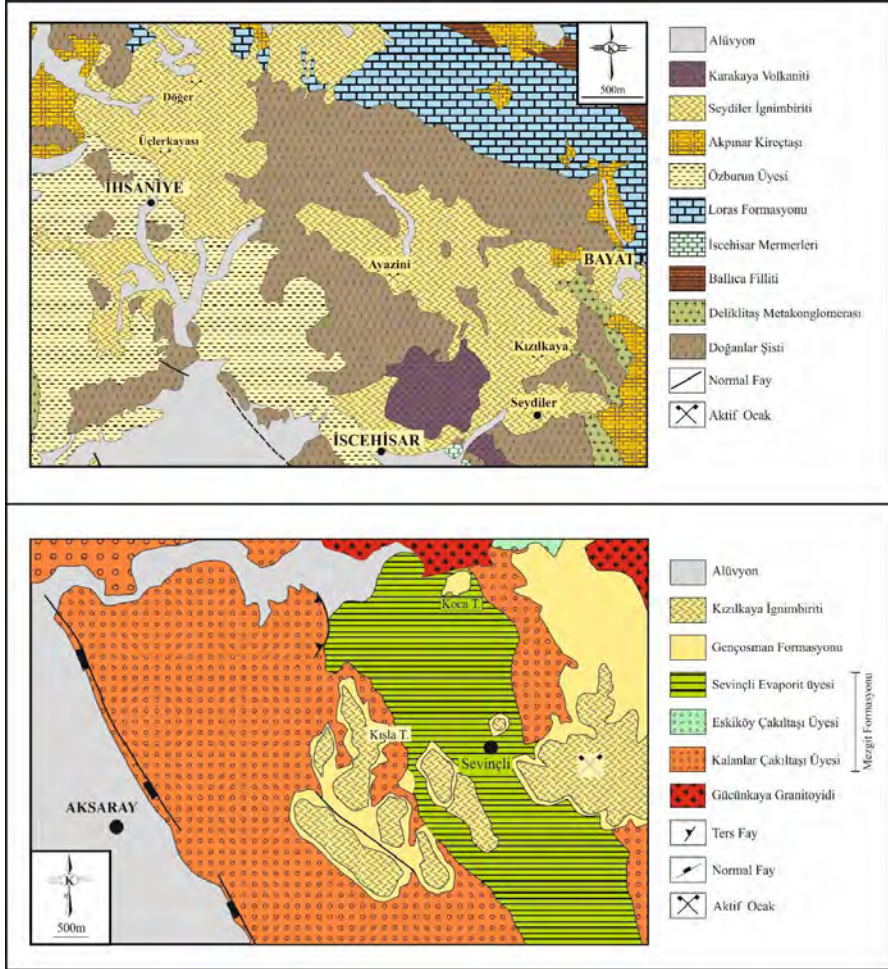 K
500m
Döğer
Üçlerkayası
İHSANİYE
Ayazini
BAYAT
Kızılkaya
Seydiler
İSCEHİSAR
Alüvyon
Karakaya Volkaniti
Seydiler İgnimbiriti
Akpınar Kireçtaşı
Özburun Üyesi
Loras Formasyonu
İscehisar Mermerleri
Ballıca Filliti
Deliklitaş Metakonglomerası
Doğanlar Şisti
Normal Fay
Aktif Ocak
Koca T.
Kışla T.
Sevinçli
AKSARAY
K
500m
Alüvyon
Kızılkaya İgnimbiriti
Gençosman Formasyonu
Sevinçli Evaporit üyesi
Eskiköy Çakıltaşı Üyesi
Kalanlar Çakıltaşı Üyesi
Mezgit Formasyonu
Gücünkaya Granitoyidi
Ters Fay
Normal Fay
Aktif Ocak